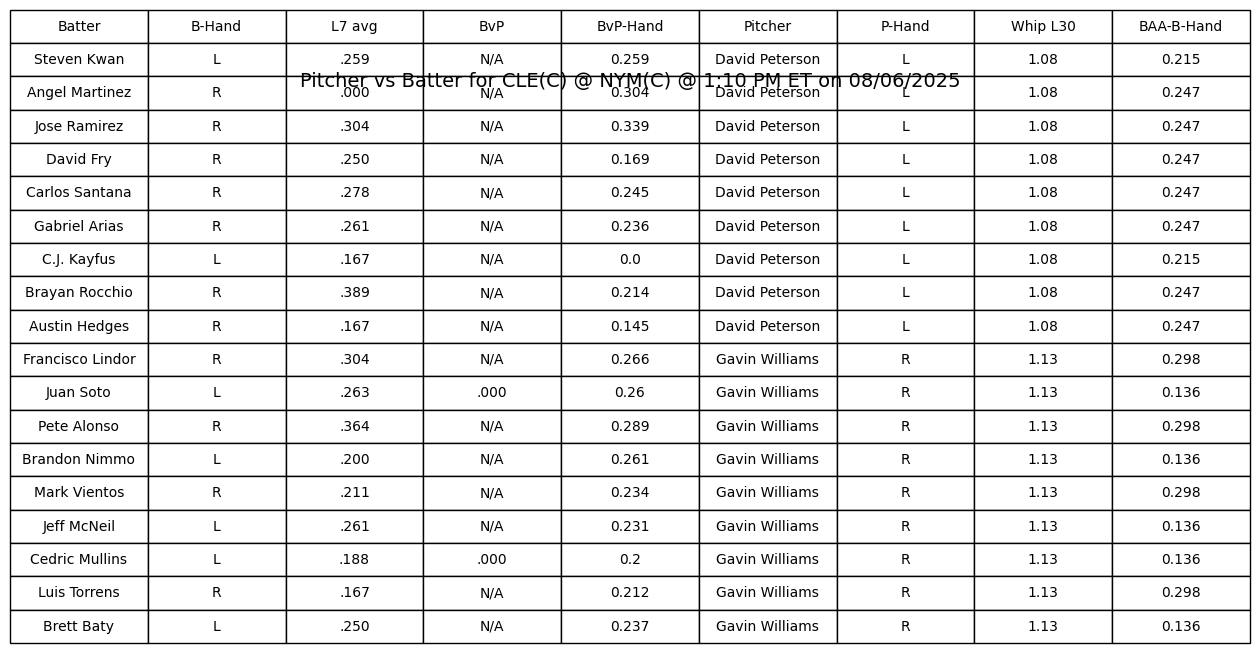 Batter B-Hand L7 avg BvP BvP-Hand Pitcher P-Hand Whip L30 BAA-B-Hand
Steven Kwan L .259 N/A 0.259 David Peterson L 1.08 0.215
Pitcher vs Batter for CLE(C) @ NYM(C) @ 1:10 PM ET on 08/06/2025
Angel Martinez R .000 N/A 0.304 David Peterson L 1.08 0.247
Jose Ramirez R .304 N/A 0.339 David Peterson L 1.08 0.247
David Fry R .250 N/A 0.169 David Peterson L 1.08 0.247
Carlos Santana R .278 N/A 0.245 David Peterson L 1.08 0.247
Gabriel Arias R .261 N/A 0.236 David Peterson L 1.08 0.247
C.J. Kayfus L .167 N/A 0.0 David Peterson L 1.08 0.215
Brayan Rocchio R .389 N/A 0.214 David Peterson L 1.08 0.247
Austin Hedges R .167 N/A 0.145 David Peterson L 1.08 0.247
Francisco Lindor R .304 N/A 0.266 Gavin Williams R 1.13 0.298
Juan Soto L .263 .000 0.26 Gavin Williams R 1.13 0.136
Pete Alonso R .364 N/A 0.289 Gavin Williams R 1.13 0.298
Brandon Nimmo L .200 N/A 0.261 Gavin Williams R 1.13 0.136
Mark Vientos R .211 N/A 0.234 Gavin Williams R 1.13 0.298
Jeff McNeil L .261 N/A 0.231 Gavin Williams R 1.13 0.136
Cedric Mullins L .188 .000 0.2 Gavin Williams R 1.13 0.136
Luis Torrens R .167 N/A 0.212 Gavin Williams R 1.13 0.298
Brett Baty L .250 N/A 0.237 Gavin Williams R 1.13 0.136